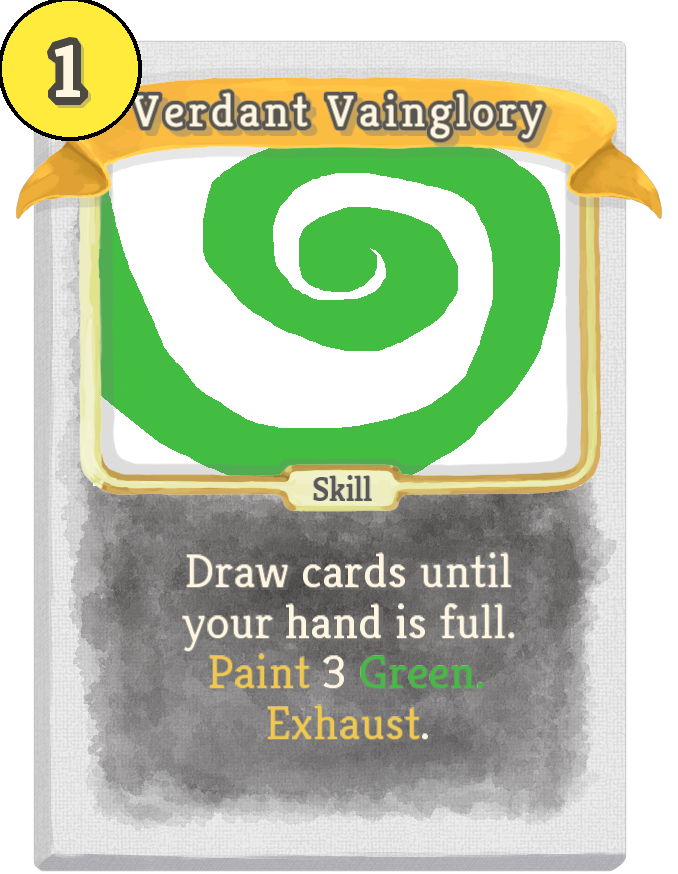 1
Verdant Vainglory
Skill
Draw cards until
your hand is full.
Paint 3 Green.
Exhaust.